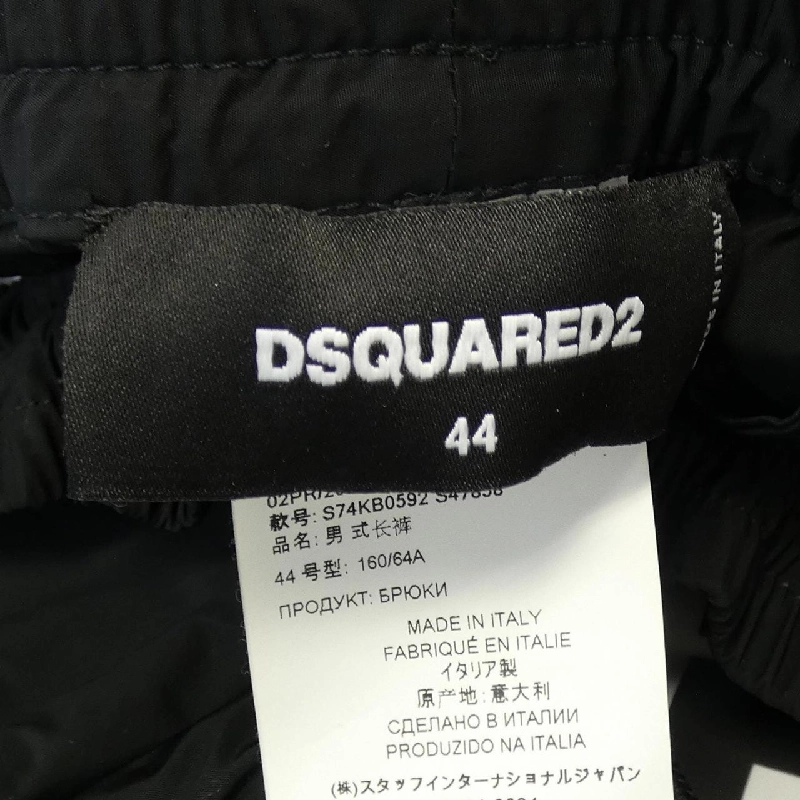 DSQUARED2
44
IN ITALY
款号: S74KB0592
品名: 男 式长裤
44 号型: 160/64A
ПРОДУКТ: БРЮКИ
MADE IN ITALY
FABRIQUÉ EN ITALIE
イタリア製
原产地: 意大利
СДЕЛАНО В ИТАЛИИ
PRODUZIDO NA ITALIA
(株)スタッフインターナショナルジャパン